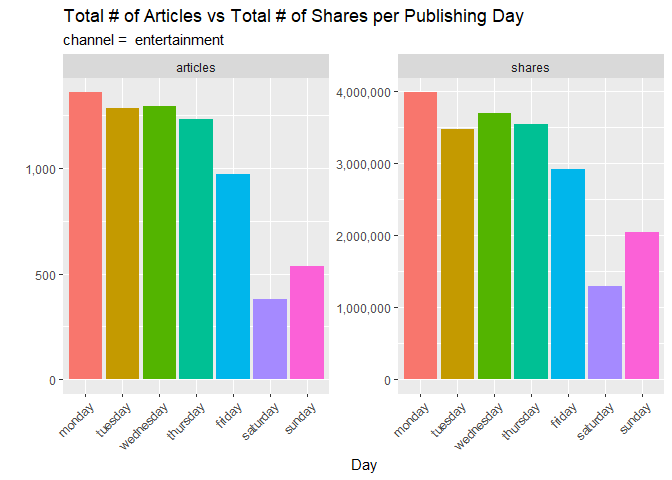 Total # of Articles vs Total # of Shares per Publishing Day
channel =  entertainment
articles
shares
1,000
500
0
4,000,000
3,000,000
2,000,000
1,000,000
0
monday
tuesday
wednesday
thursday
friday
saturday
sunday
monday
tuesday
wednesday
thursday
friday
saturday
sunday
Day